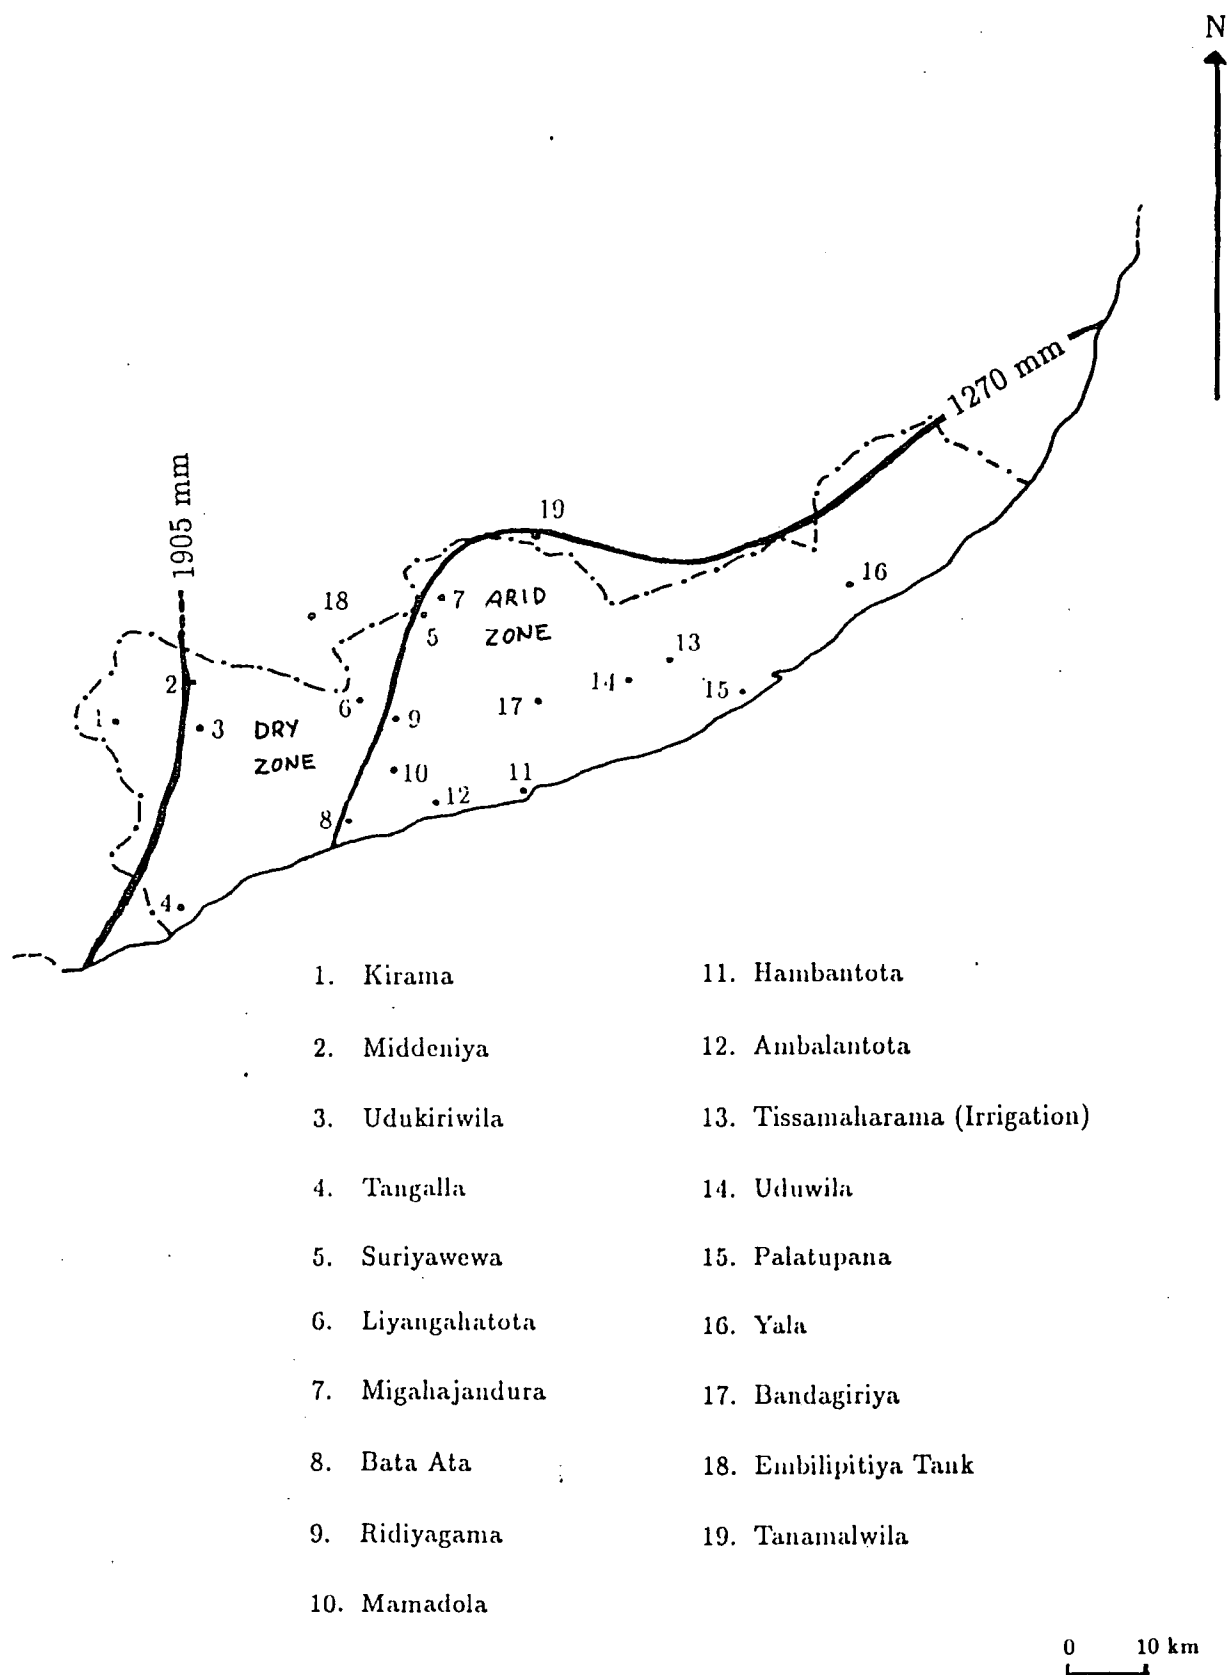 N
1270 mm
1905 mm
19
16
18
7 ARID
5 ZONE
13
2
14
15
6
17
1
3 DRY
9
ZONE
10
11
12
8
4
1. Kirama
2. Middeniya
3. Udukiriwila
4. Tangalla
5. Suriyawewa
6. Liyangahatota
7. Migahajandura
8. Bata Ata
9. Ridiyagama
10. Mamadola
11. Hambantota
12. Ambalantota
13. Tissamaharama (Irrigation)
14. Uduwila
15. Palatupana
16. Yala
17. Bandagiriya
18. Embilipitiya Tank
19. Tanamalwila
0 10 km